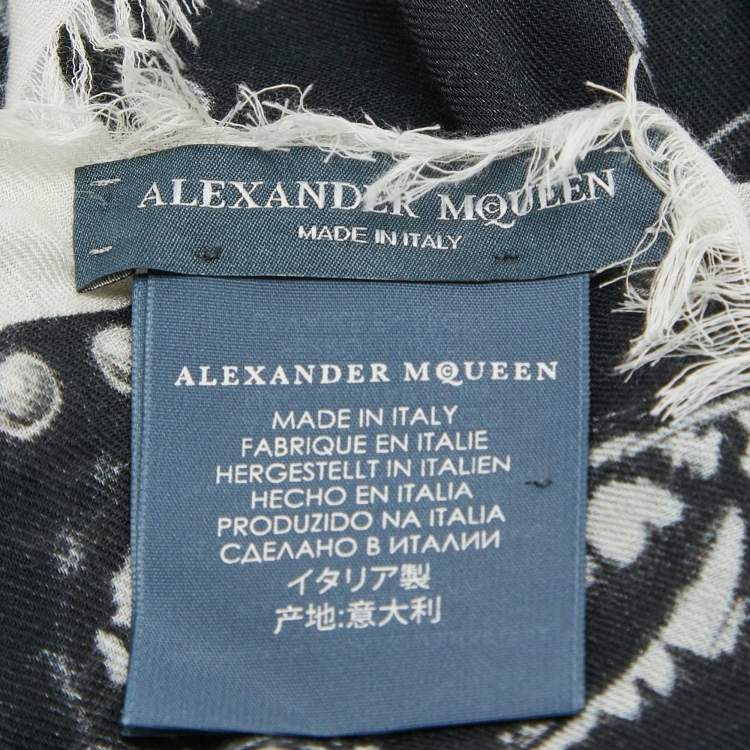 ALEXANDER MCQUEEN
MADE IN ITALY
ALEXANDER MCQUEEN
MADE IN ITALY
FABRIQUE EN ITALIE
HERGESTELLT IN ITALIEN
HECHO EN ITALIA
PRODUZIDO NA ITALIA
СДЕЛАНО В ИТАЛИИ
イタリア製
产地:意大利